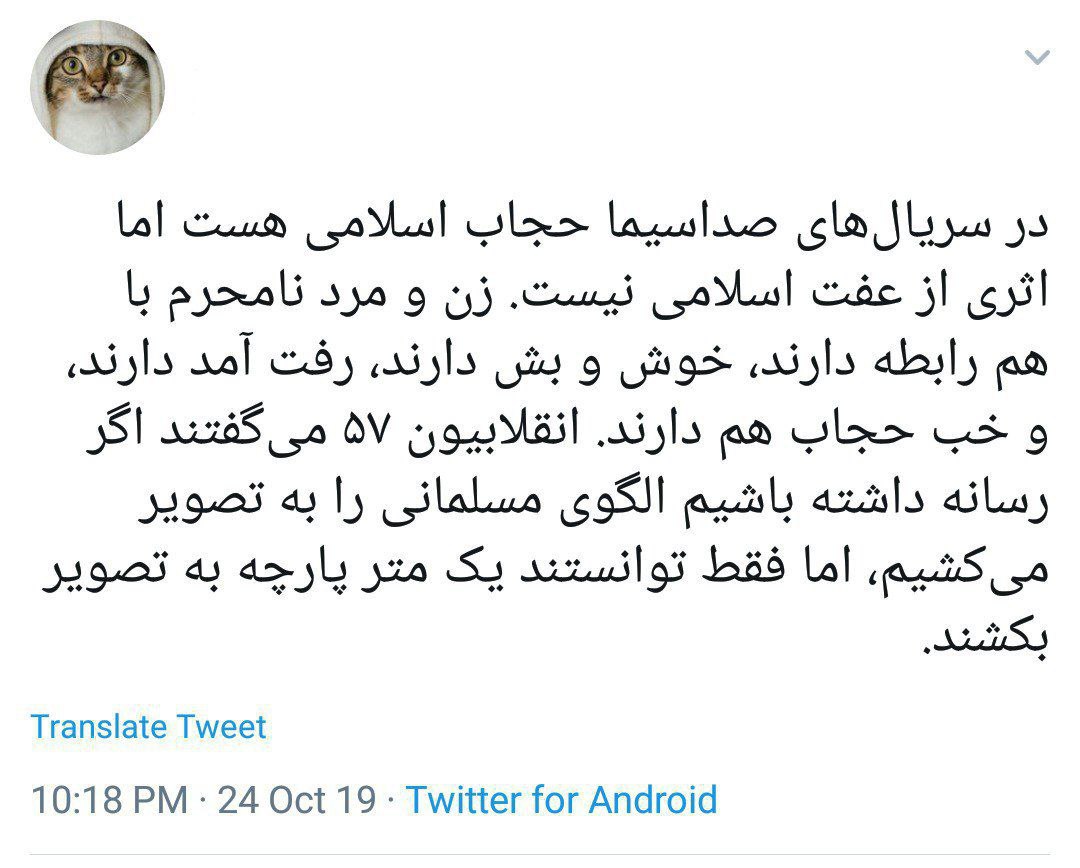 در سریال‌های صداسیما حجاب اسلامی هست اما
اثری از عفت اسلامی نیست. زن و مرد نامحرم با
هم رابطه دارند، خوش و بش دارند، رفت آمد دارند،
و خب حجاب هم دارند. انقلابیون ۵۷ می‌گفتند اگر
رسانه داشته باشیم الگوی مسلمانی را به تصویر
می‌کشیم، اما فقط توانستند یک متر پارچه به تصویر
بکشند.
Translate Tweet
10:18 PM · 24 Oct 19 · Twitter for Android